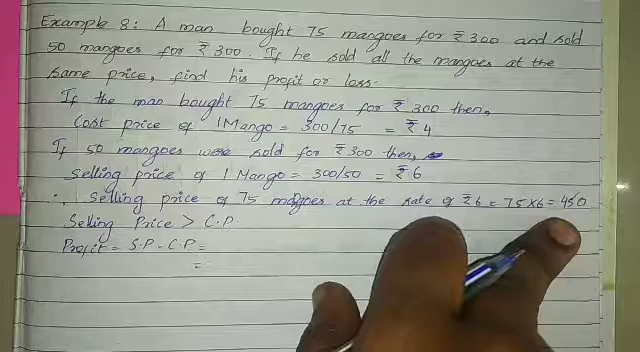 Example 8: A man bought 75 mangoes for ₹300 and sold
50 mangoes for ₹300. If he sold all the mangoes at the
same price, find his profit or loss.
If the man bought 75 mangoes for ₹300 then,
Cost price of 1 Mango = 300/75 = ₹4
If 50 mangoes were sold for ₹300 then,
Selling price of 1 Mango = 300/50 = ₹6
∴ Selling price of 75 mangoes at the rate of ₹6 = 75×6=450
Selling Price > C.P.
Profit = S.P - C.P =
=